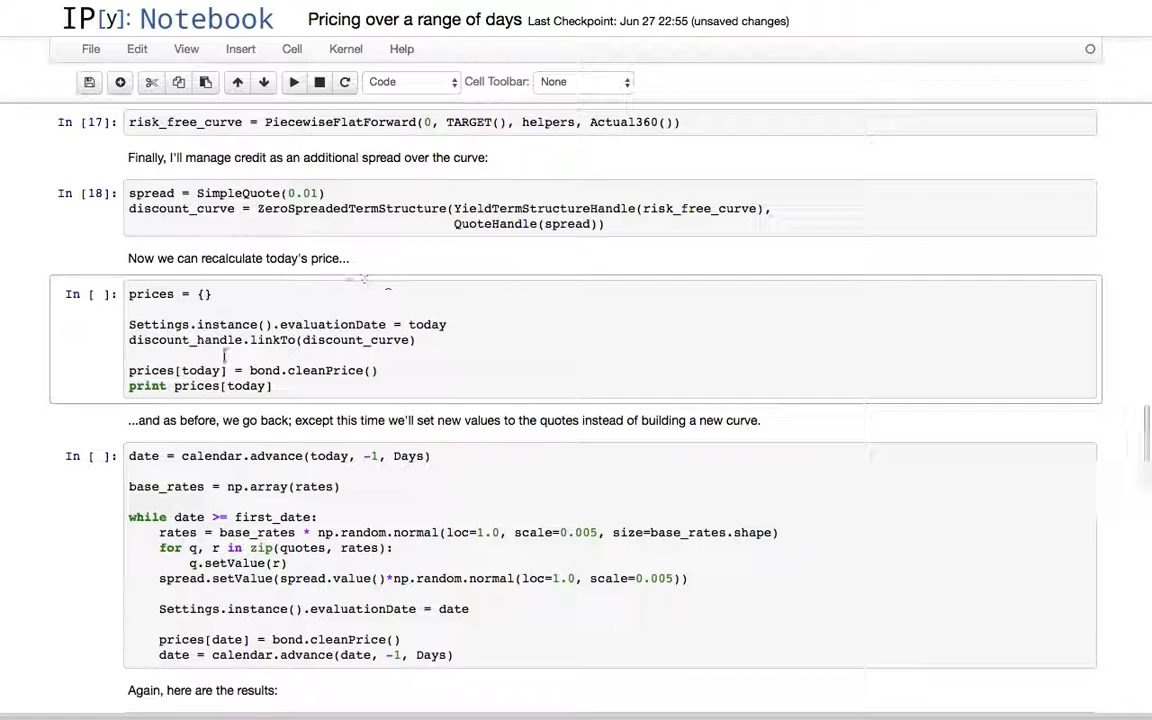 IP[y]: Notebook Pricing over a range of days Last Checkpoint: Jun 27 22:55 (unsaved changes)
File Edit View Insert Cell Kernel Help
Code Cell Toolbar: None
In [17]: risk_free_curve = PiecewiseFlatForward(0, TARGET(), helpers, Actual360())
Finally, I'll manage credit as an additional spread over the curve:
In [18]: spread = SimpleQuote(0.01)
discount_curve = ZeroSpreadedTermStructure(YieldTermStructureHandle(risk_free_curve),
QuoteHandle(spread))
Now we can recalculate today's price...
In [ ]: prices = {}
Settings.instance().evaluationDate = today
discount_handle.linkTo(discount_curve)
prices[today] = bond.cleanPrice()
print prices[today]
...and as before, we go back; except this time we'll set new values to the quotes instead of building a new curve.
In [ ]: date = calendar.advance(today, -1, Days)
base_rates = np.array(rates)
while date >= first_date:
rates = base_rates * np.random.normal(loc=1.0, scale=0.005, size=base_rates.shape)
for q, r in zip(quotes, rates):
q.setValue(r)
spread.setValue(spread.value()*np.random.normal(loc=1.0, scale=0.005))
Settings.instance().evaluationDate = date
prices[date] = bond.cleanPrice()
date = calendar.advance(date, -1, Days)
Again, here are the results: